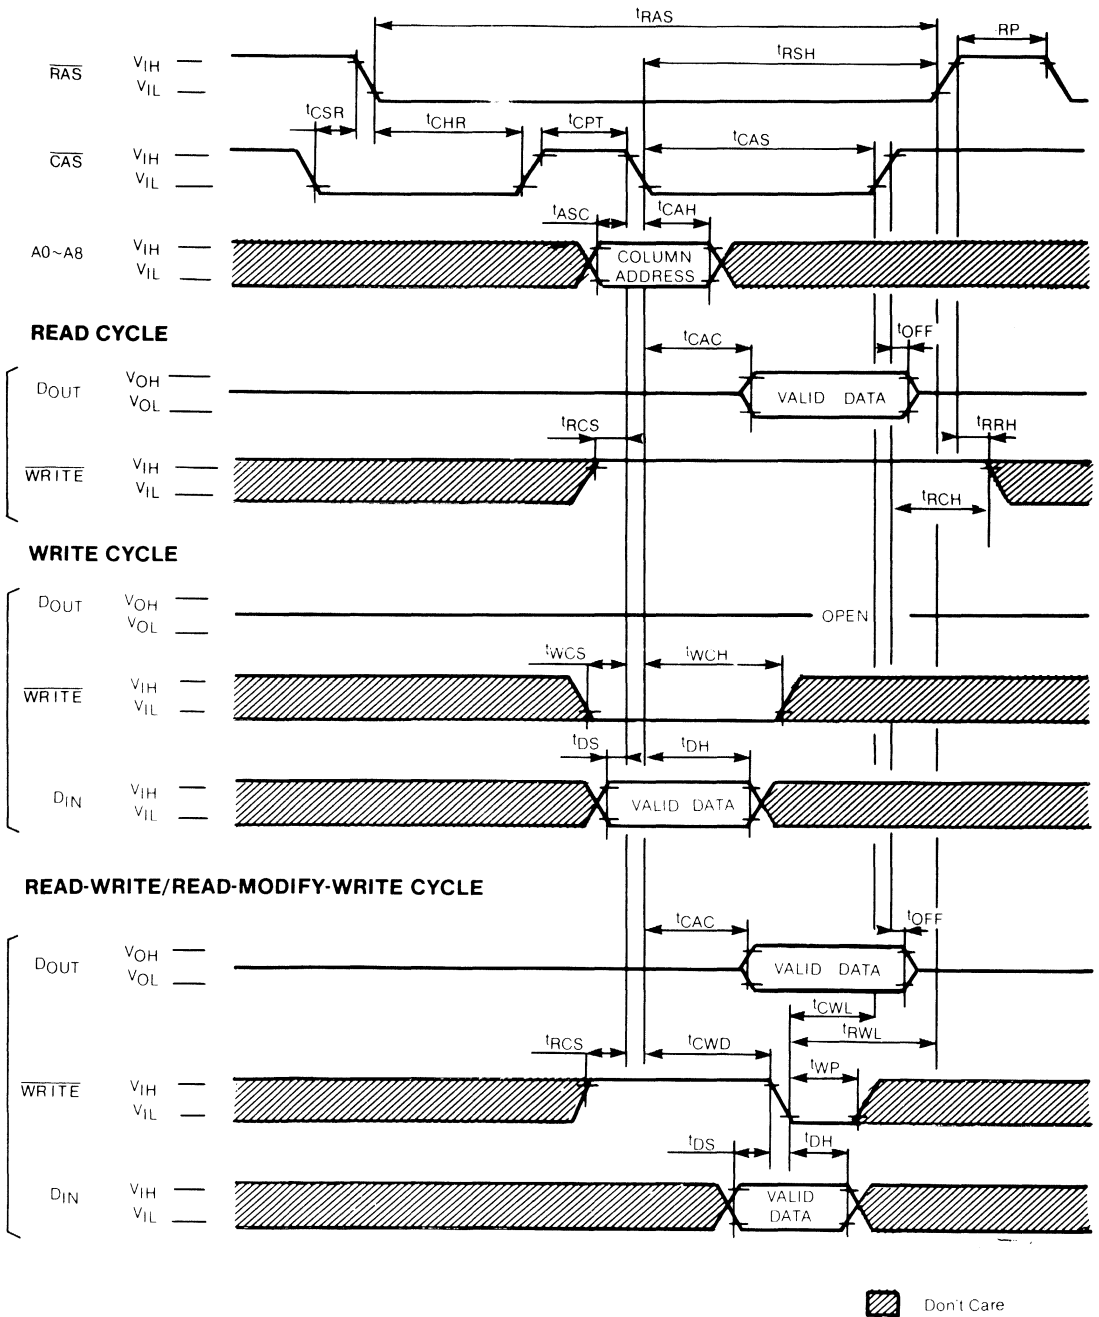 tRAS
tRSH
RP
RAS VIH
VIL
tCSR
tCHR
tCPT
tCAS
CAS VIH
VIL
tASC
tCAH
A0~A8 VIH
VIL
COLUMN
ADDRESS
READ CYCLE
tCAC
tOFF
DOUT VOH
VOL
VALID DATA
tRCS
tRRH
WRITE VIH
VIL
tRCH
WRITE CYCLE
DOUT VOH
VOL
OPEN
tWCS
tWCH
WRITE VIH
VIL
tDS
tDH
DIN VIH
VIL
VALID DATA
READ-WRITE/READ-MODIFY-WRITE CYCLE
tCAC
tOFF
DOUT VOH
VOL
VALID DATA
tCWL
tRWL
tRCS
tCWD
tWP
WRITE VIH
VIL
tDS
tDH
DIN VIH
VIL
VALID
DATA
Don't Care